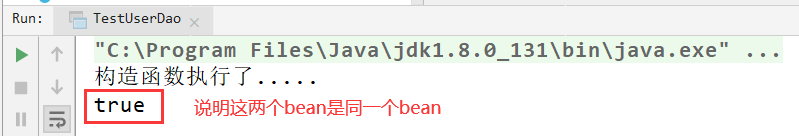 Run: TestUserDao ×
"C:\Program Files\Java\jdk1.8.0_131\bin\java.exe" ...
构造函数执行了.....
true 说明这两个bean是同一个bean